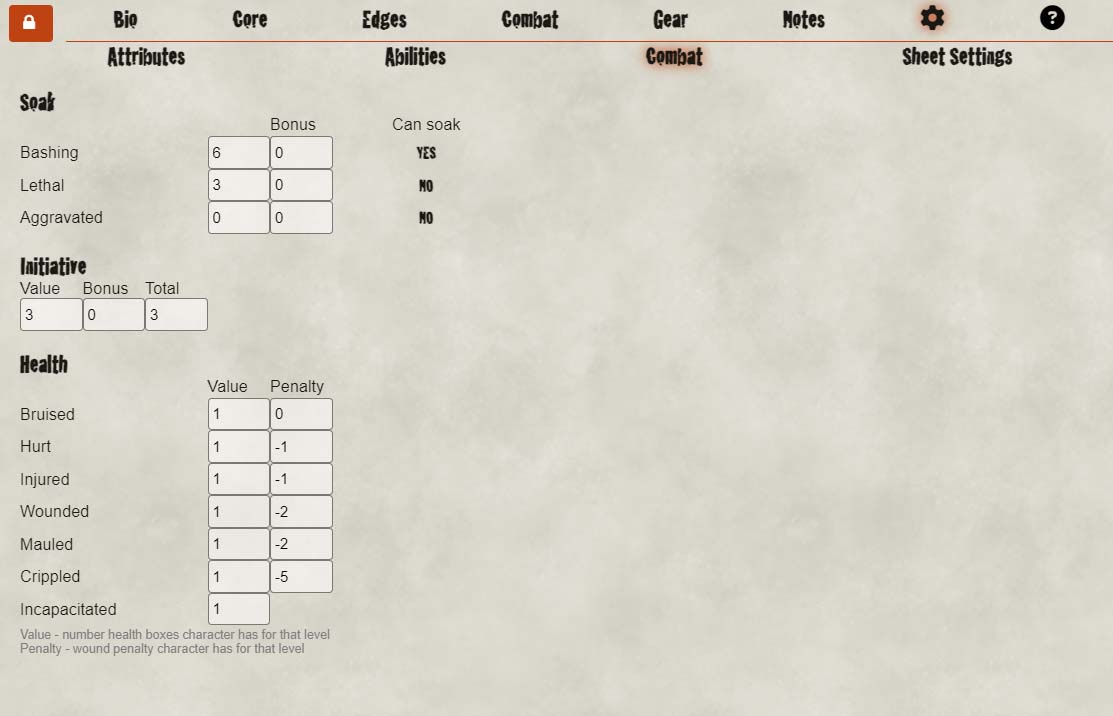 Bio Core Edges Combat Gear Notes ?
Attributes Abilities Combat Sheet Settings
Soak
Bonus Can soak
Bashing 6 0 YES
Lethal 3 0 NO
Aggravated 0 0 NO
Initiative
Value Bonus Total
3 0 3
Health
Value Penalty
Bruised 1 0
Hurt 1 -1
Injured 1 -1
Wounded 1 -2
Mauled 1 -2
Crippled 1 -5
Incapacitated 1
Value - number health boxes character has for that level
Penalty - wound penalty character has for that level